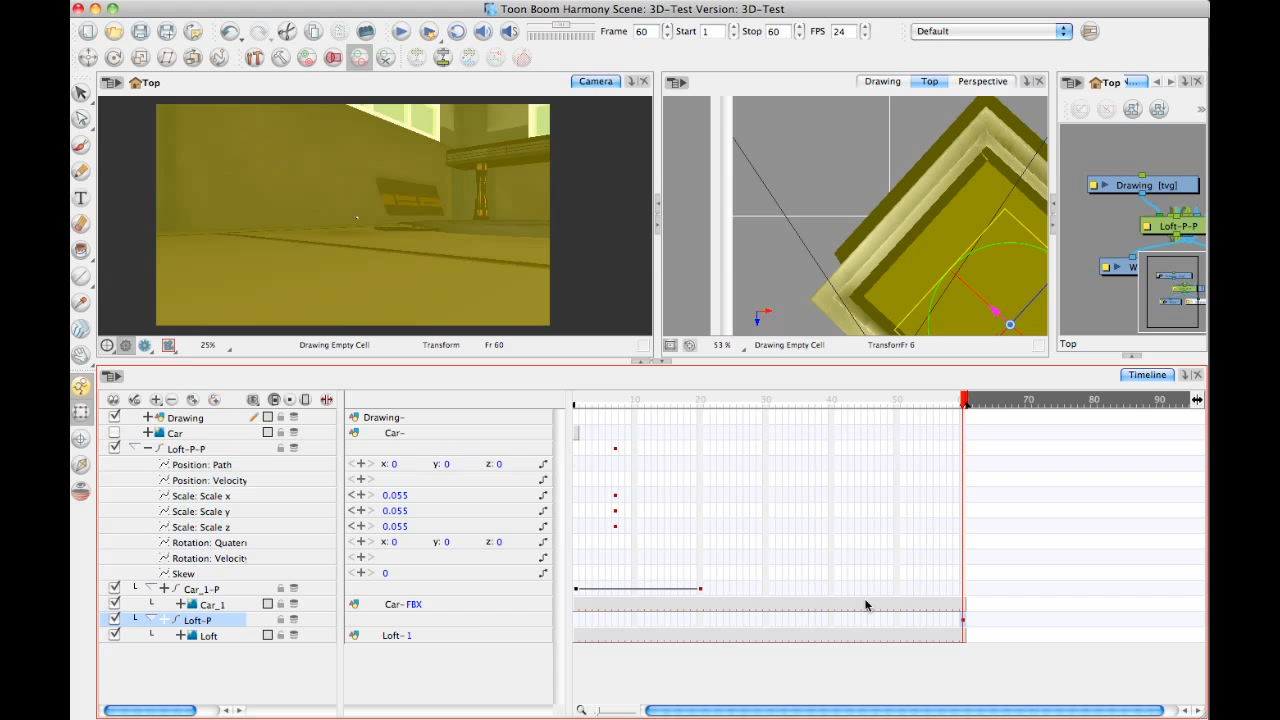 Toon Boom Harmony Scene: 3D-Test Version: 3D-Test
Frame 60 Start 1 Stop 60 FPS 24 Default
Top Camera
Drawing Top Perspective
Top
Drawing [tvg]
Loft-P-P
W
Top
25% Drawing Empty Cell Transform Fr 60
53 % Drawing Empty Cell Transforr Fr 6
Timeline
10 20 30 40 50 70 80 90
Drawing Drawing-
Car Car-
Loft-P-P
Position: Path x: 0 y: 0 z: 0
Position: Velocity
Scale: Scale x 0.055
Scale: Scale y 0.055
Scale: Scale z 0.055
Rotation: Quatern x: 0 y: 0 z: 0
Rotation: Velocity
Skew 0
Car_1-P
Car_1 Car- FBX
Loft-P
Loft Loft- 1